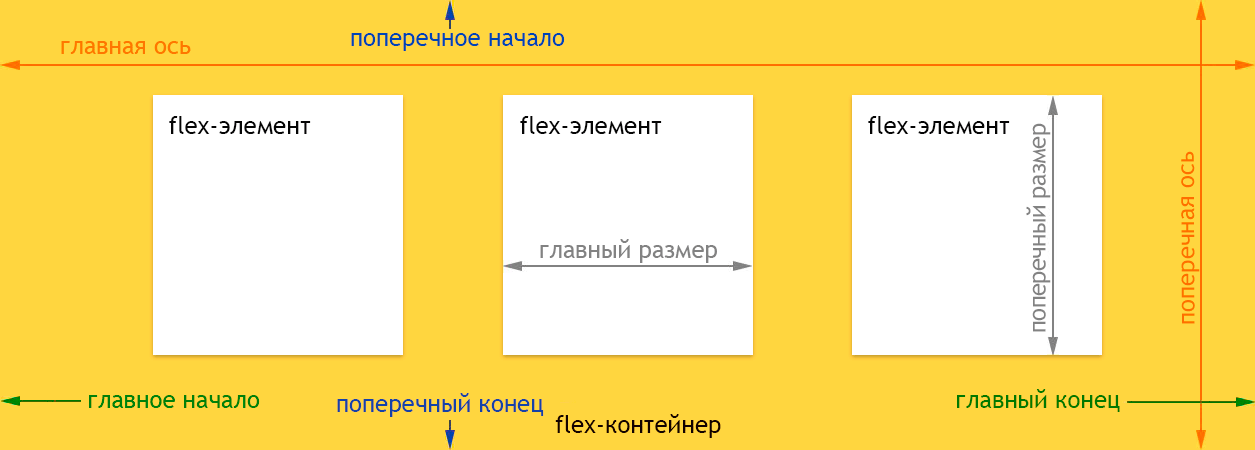 поперечное начало
главная ось
flex-элемент
flex-элемент
flex-элемент
поперечный размер
поперечная ось
главный размер
главное начало
поперечный конец
главный конец
flex-контейнер